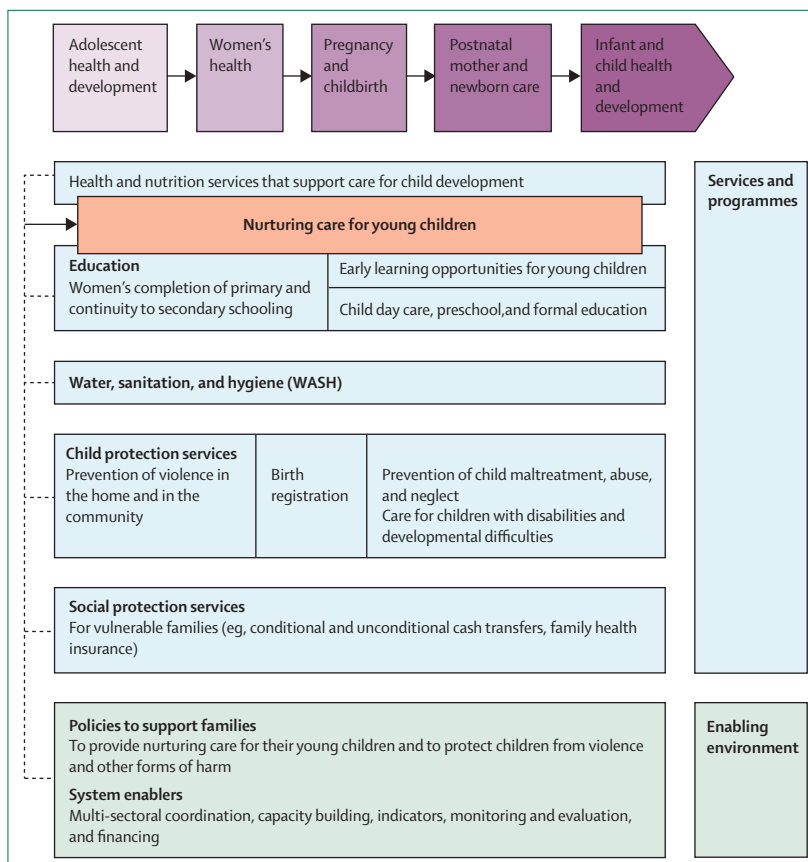 Adolescent
health and
development
Women's
health
Pregnancy
and
childbirth
Postnatal
mother and
newborn care
Infant and
child health
and
development
Health and nutrition services that support care for child development
Services and
programmes
Nurturing care for young children
Education
Women's completion of primary and
continuity to secondary schooling
Early learning opportunities for young children
Child day care, preschool,and formal education
Water, sanitation, and hygiene (WASH)
Child protection services
Prevention of violence in
the home and in the
community
Birth
registration
Prevention of child maltreatment, abuse,
and neglect
Care for children with disabilities and
developmental difficulties
Social protection services
For vulnerable families (eg, conditional and unconditional cash transfers, family health
insurance)
Policies to support families
To provide nurturing care for their young children and to protect children from violence
and other forms of harm
System enablers
Multi-sectoral coordination, capacity building, indicators, monitoring and evaluation,
and financing
Enabling
environment